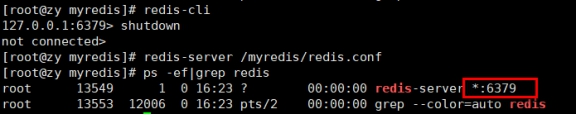 [root@zy myredis]# redis-cli
127.0.0.1:6379> shutdown
not connected>
[root@zy myredis]# redis-server /myredis/redis.conf
[root@zy myredis]# ps -ef|grep redis
root 13549 1 0 16:23 ? 00:00:00 redis-server *:6379
root 13553 12006 0 16:23 pts/2 00:00:00 grep --color=auto redis